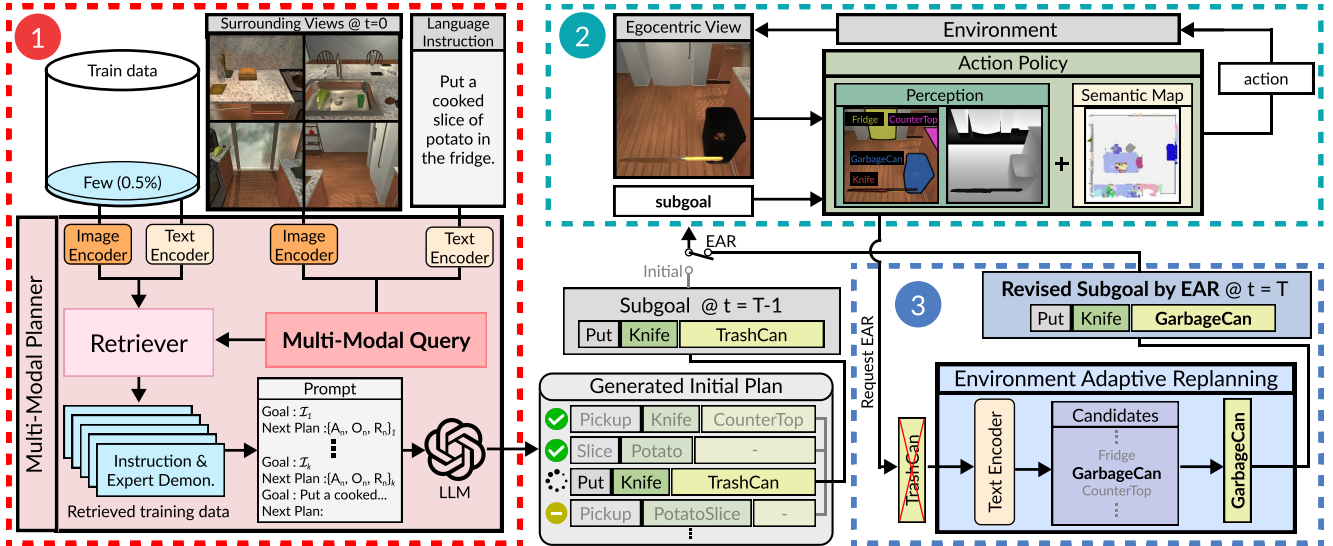 1
Train data
Few (0.5%)
Surrounding Views @ t=0
Language
Instruction
Put a
cooked
slice of
potato in
the fridge.
Multi-Modal Planner
Image
Encoder
Text
Encoder
Image
Encoder
Text
Encoder
Retriever
Multi-Modal Query
Instruction &
Expert Demon.
Retrieved training data
Prompt
Goal : I₁
Next Plan :{Aₙ, Oₙ, Rₙ}₁
Goal : Iₖ
Next Plan :{Aₙ, Oₙ, Rₙ}ₖ
Goal : Put a cooked...
Next Plan:
LLM
2
Egocentric View
subgoal
Environment
Action Policy
Perception
Fridge
CounterTop
GarbageCan
Knife
+
Semantic Map
action
EAR
Initial
Subgoal @ t = T-1
Put Knife TrashCan
Generated Initial Plan
Pickup Knife CounterTop
Slice Potato -
Put Knife TrashCan
Pickup PotatoSlice -
Request EAR
3
Revised Subgoal by EAR @ t = T
Put Knife GarbageCan
Environment Adaptive Replanning
TrashCan
Text Encoder
Candidates
Fridge
GarbageCan
CounterTop
GarbageCan